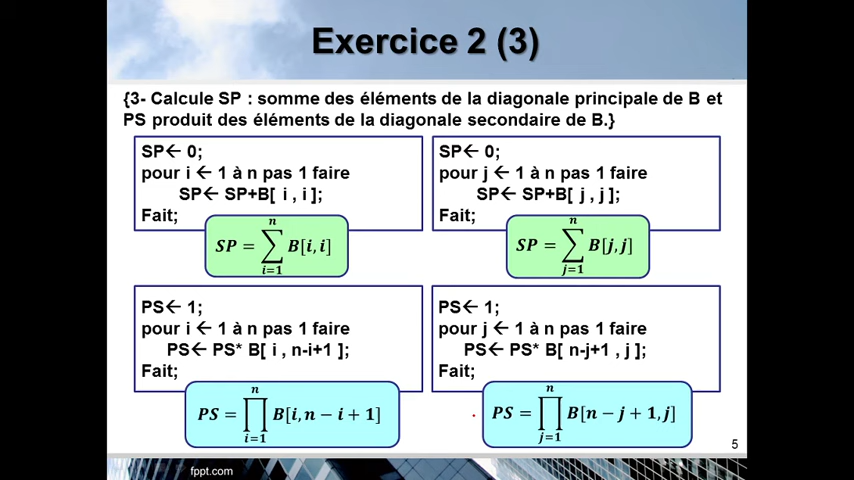 Exercice 2 (3)
{3- Calcule SP : somme des éléments de la diagonale principale de B et
PS produit des éléments de la diagonale secondaire de B.}
SP← 0;
pour i ← 1 à n pas 1 faire
SP← SP+B[ i , i ];
Fait;
SP = ∑_{i=1}^{n} B[i, i]
SP← 0;
pour j ← 1 à n pas 1 faire
SP← SP+B[ j , j ];
Fait;
SP = ∑_{j=1}^{n} B[j, j]
PS← 1;
pour i ← 1 à n pas 1 faire
PS← PS* B[ i , n-i+1 ];
Fait;
PS = ∏_{i=1}^{n} B[i, n − i + 1]
PS← 1;
pour j ← 1 à n pas 1 faire
PS← PS* B[ n-j+1 , j ];
Fait;
PS = ∏_{j=1}^{n} B[n − j + 1, j]
5
fppt.com